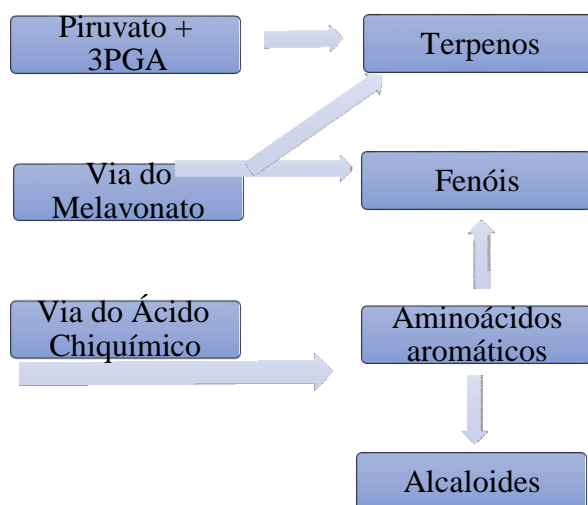 Piruvato +
3PGA
Terpenos
Via do
Melavonato
Fenóis
Via do Ácido
Chiquímico
Aminoácidos
aromáticos
Alcaloides